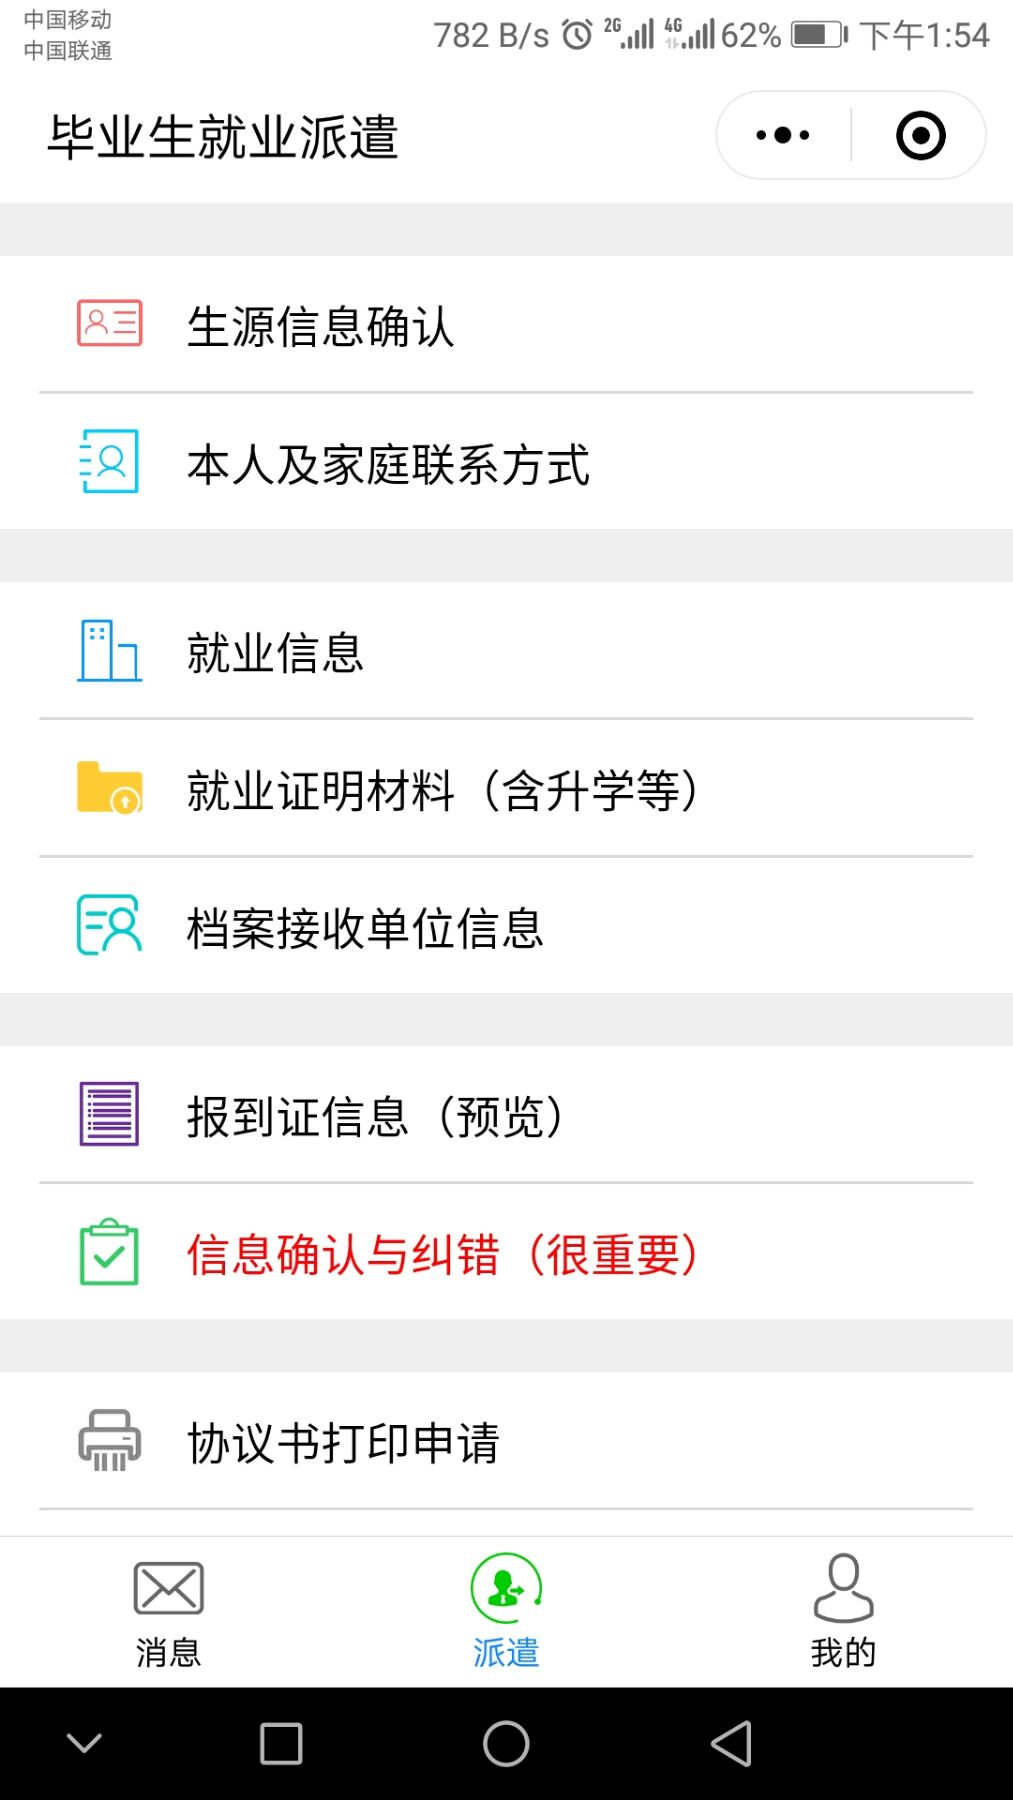 中国移动
中国联通
782 B/s 2G 4G 62% 下午1:54
毕业生就业派遣
生源信息确认
本人及家庭联系方式
就业信息
就业证明材料（含升学等）
档案接收单位信息
报到证信息（预览）
信息确认与纠错（很重要）
协议书打印申请
消息 派遣 我的